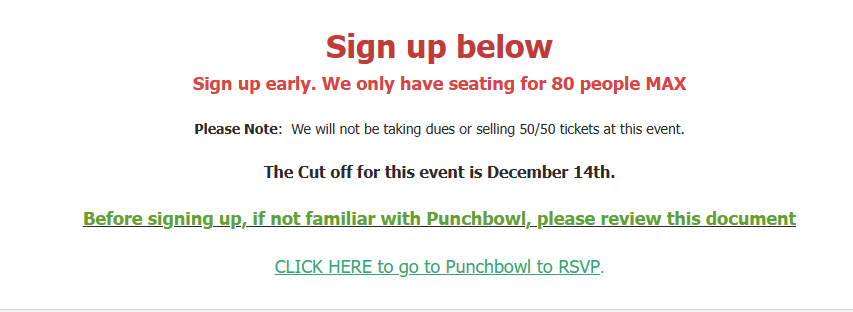 Sign up below
Sign up early. We only have seating for 80 people MAX
Please Note:  We will not be taking dues or selling 50/50 tickets at this event.
The Cut off for this event is December 14th.
Before signing up, if not familiar with Punchbowl, please review this document
CLICK HERE to go to Punchbowl to RSVP.